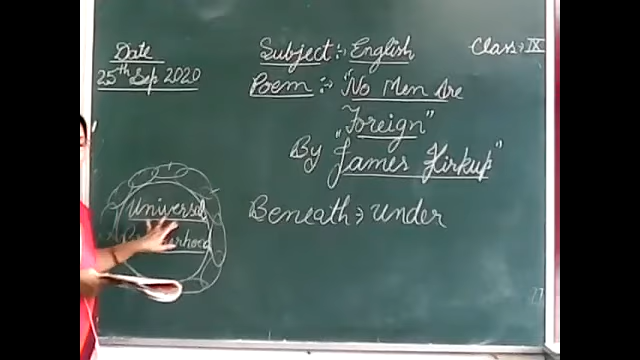 Date
25th Sep 2020
Subject:- English
Class:- IX
Poem:- "No Men Are
Foreign"
By "James Kirkup"
Universal
Beneath → Under